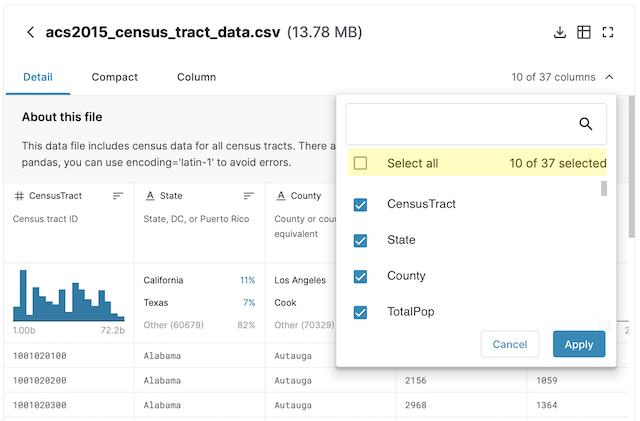 acs2015_census_tract_data.csv (13.78 MB)
Detail Compact Column 10 of 37 columns
About this file
This data file includes census data for all census tracts. There a
pandas, you can use encoding='latin-1' to avoid errors.
Select all 10 of 37 selected
CensusTract
State
County
TotalPop
Cancel Apply
# CensusTract A State A County
Census tract ID State, DC, or Puerto Rico County or cou
equivalent
California 11% Los Angeles
Texas 7% Cook
Other (60679) 82% Other (70329)
1.00b 72.2b 2
1001020100 Alabama Autauga
1001020200 Alabama Autauga 2156 1059
1001020300 Alabama Autauga 2968 1364